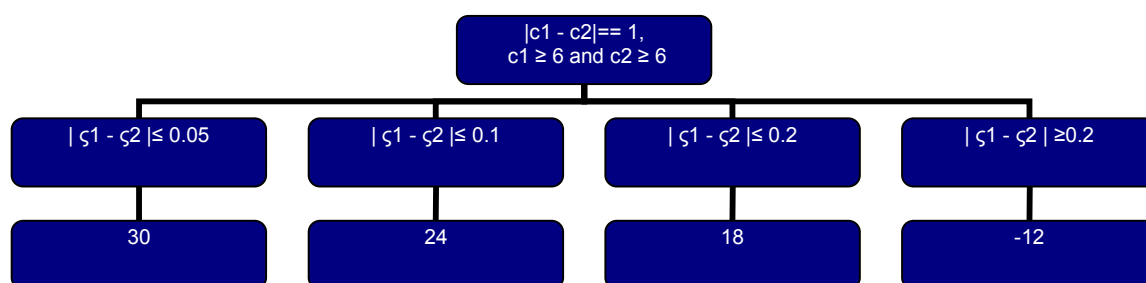 |c1 - c2|== 1,
c1 ≥ 6 and c2 ≥ 6
| ς1 - ς2 |≤ 0.05
| ς1 - ς2 |≤ 0.1
| ς1 - ς2 |≤ 0.2
| ς1 - ς2 | ≥0.2
30
24
18
-12